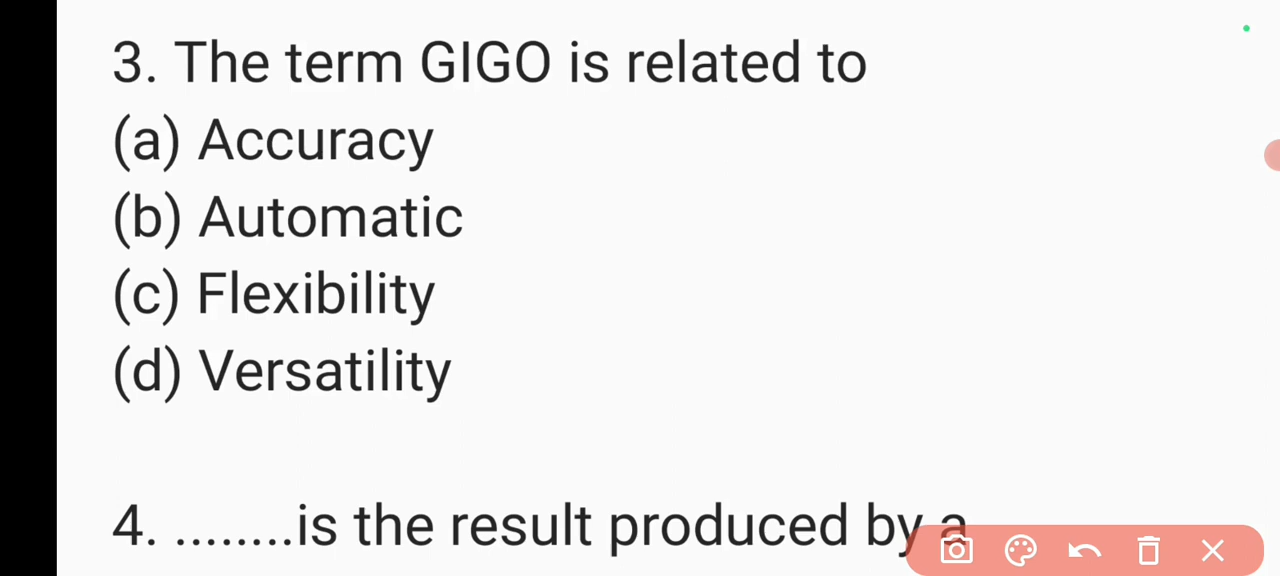 3. The term GIGO is related to
(a) Accuracy
(b) Automatic
(c) Flexibility
(d) Versatility
4. ........is the result produced by a